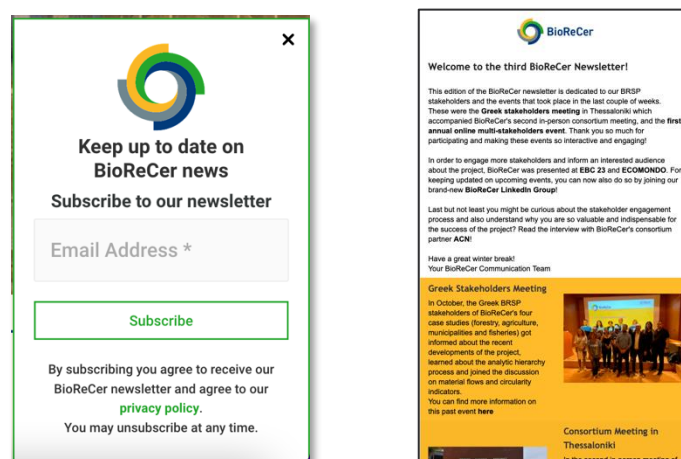 ×
Keep up to date on
BioReCer news
Subscribe to our newsletter
Email Address *
Subscribe
By subscribing you agree to receive our
BioReCer newsletter and agree to our
privacy policy.
You may unsubscribe at any time.
BioReCer
Welcome to the third BioReCer Newsletter!
This edition of the BioReCer newsletter is dedicated to our BRSP
stakeholders and the events that took place in the last couple of weeks.
These were the Greek stakeholders meeting in Thessaloniki which
accompanied BioReCer's second in-person consortium meeting, and the first
annual online multi-stakeholders event. Thank you so much for
participating and making these events so interactive and engaging!
In order to engage more stakeholders and inform an interested audience
about the project, BioReCer was presented at EBC 23 and ECOMONDO. For
keeping updated on upcoming events, you can now also do so by joining our
brand-new BioReCer LinkedIn Group!
Last but not least you might be curious about the stakeholder engagement
process and also understand why you are so valuable and indispensable for
the success of the project? Read the interview with BioReCer's consortium
partner ACN!
Have a great winter break!
Your BioReCer Communication Team
Greek Stakeholders Meeting
In October, the Greek BRSP
stakeholders of BioReCer's four
case studies (forestry, agriculture,
municipalities and fisheries) got
informed about the recent
developments of the project,
learned about the analytic hierarchy
process and joined the discussion
on material flows and circularity
indicators.
You can find more information on
this past event here
Consortium Meeting in
Thessaloniki